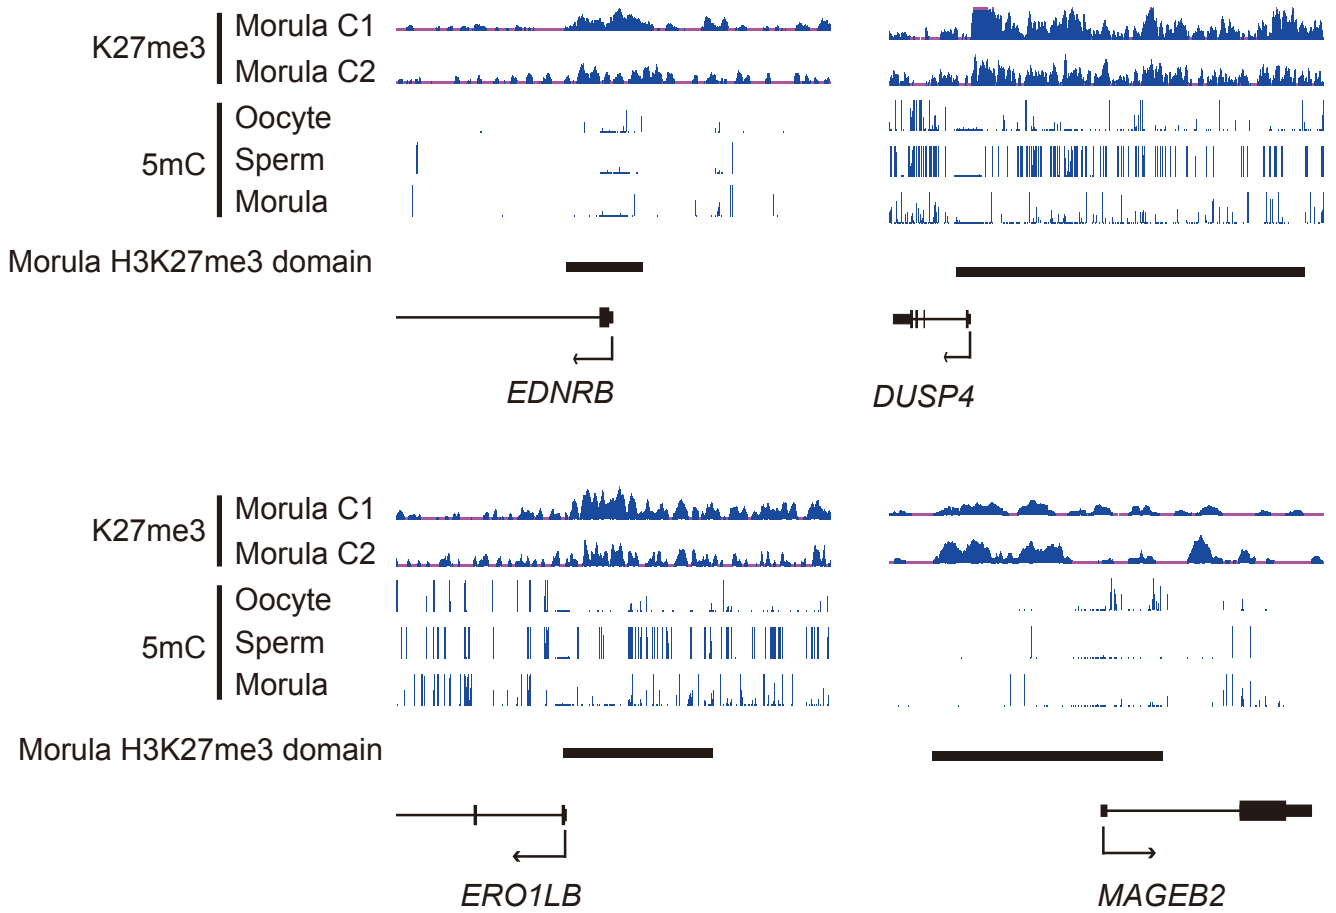 K27me3
Morula C1
Morula C2
5mC
Oocyte
Sperm
Morula
Morula H3K27me3 domain
EDNRB
DUSP4
K27me3
Morula C1
Morula C2
5mC
Oocyte
Sperm
Morula
Morula H3K27me3 domain
ERO1LB
MAGEB2